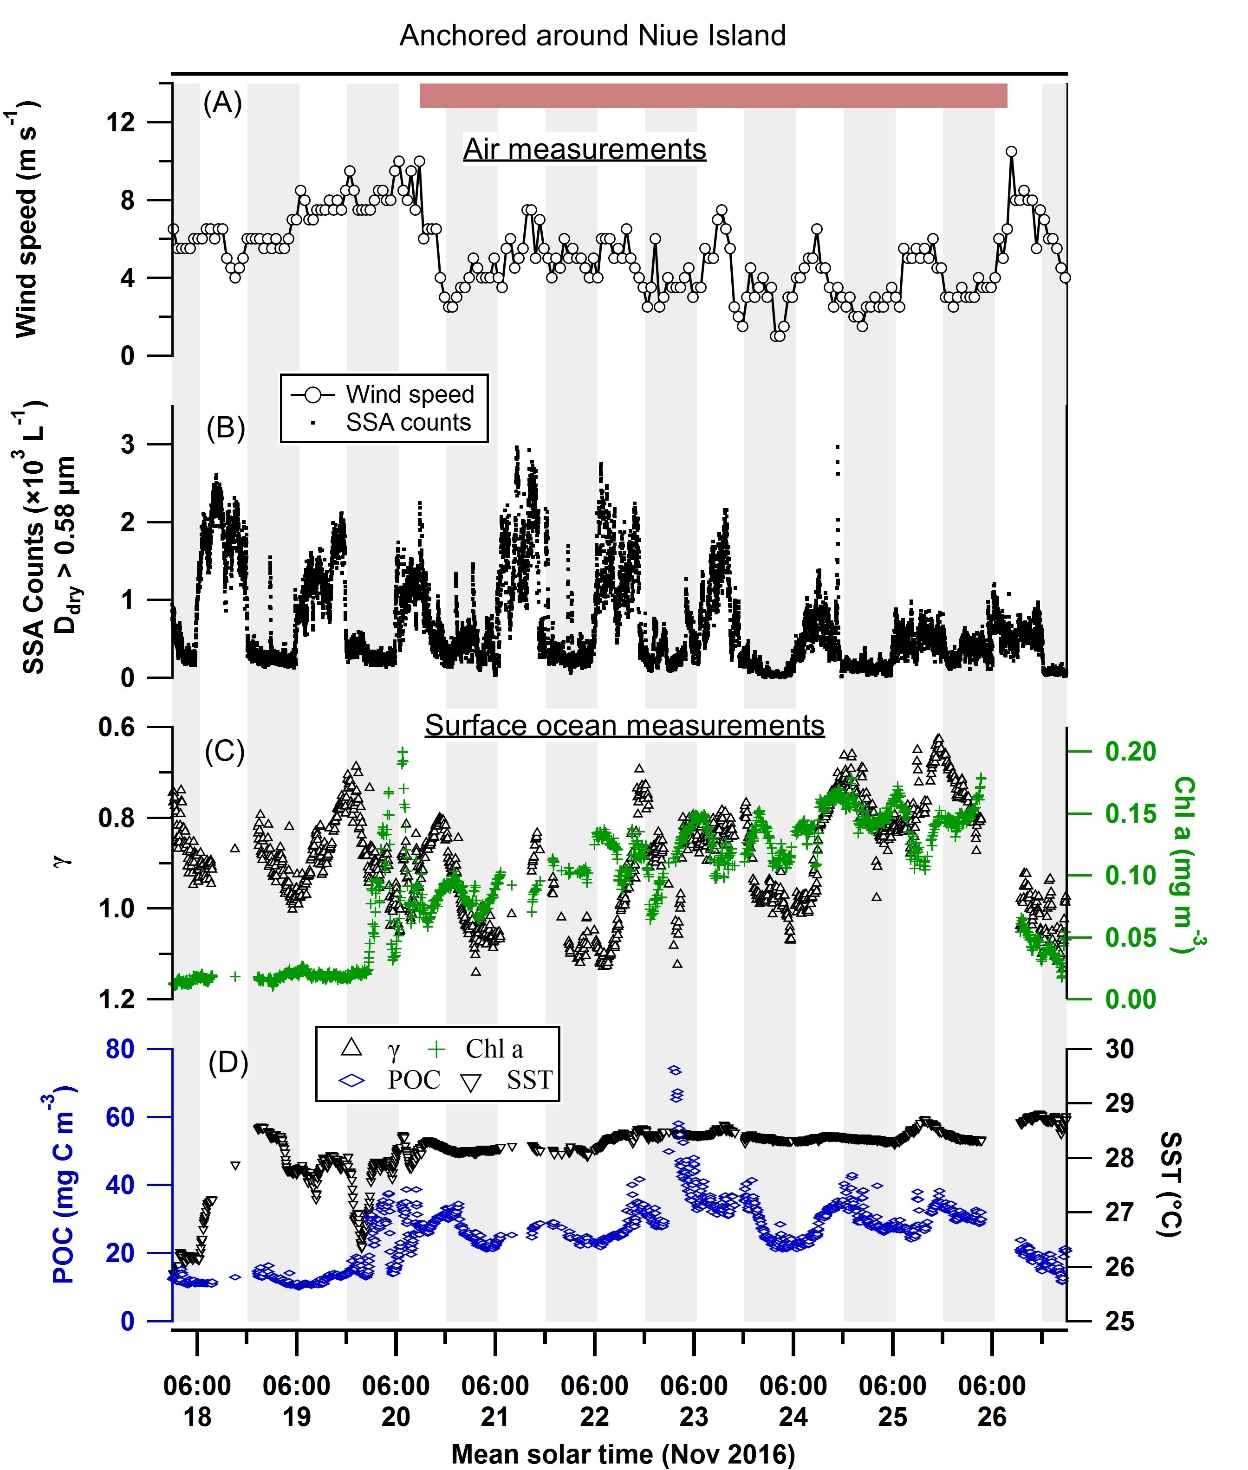 Anchored around Niue Island
(A)
12
8
4
0
Wind speed (m s⁻¹)
Air measurements
Wind speed
SSA counts
(B)
3
2
1
0
SSA Counts (×10³ L⁻¹)
D_dry > 0.58 µm
Surface ocean measurements
(C)
0.6
0.8
1.0
1.2
γ
0.20
0.15
0.10
0.05
0.00
Chl a (mg m⁻³)
γ Chl a
POC SST
(D)
80
60
40
20
0
POC (mg C m⁻³)
30
29
28
27
26
25
SST (°C)
06:00 06:00 06:00 06:00 06:00 06:00 06:00 06:00 06:00
18 19 20 21 22 23 24 25 26
Mean solar time (Nov 2016)